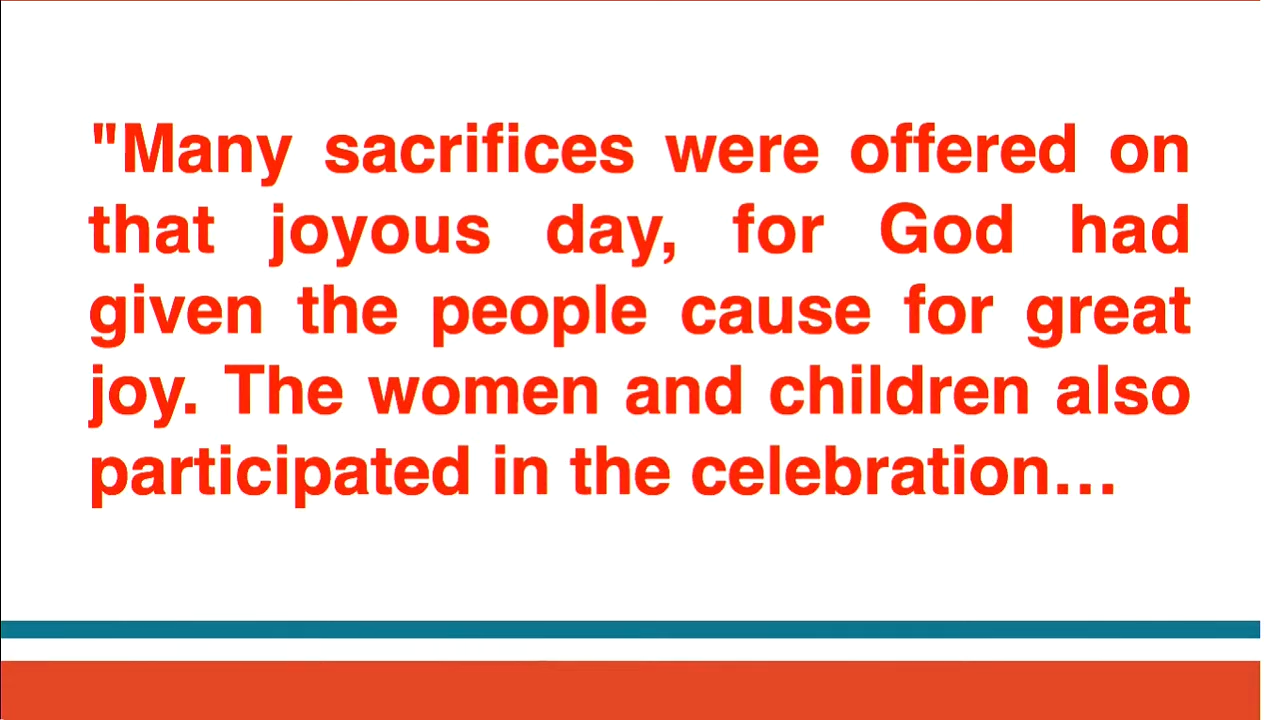 "Many sacrifices were offered on
that joyous day, for God had
given the people cause for great
joy. The women and children also
participated in the celebration…